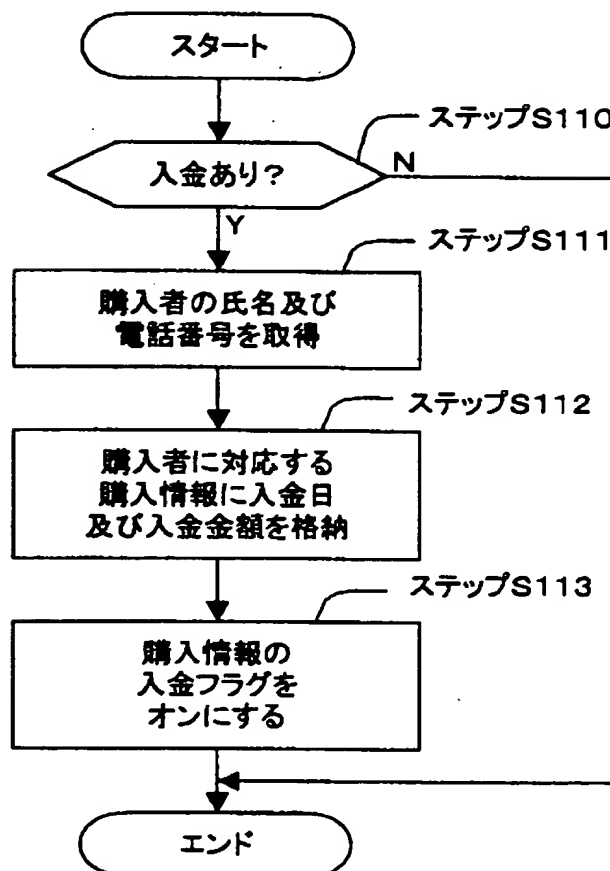 スタート
ステップS110
入金あり?
N
Y
ステップS111
購入者の氏名及び
電話番号を取得
ステップS112
購入者に対応する
購入情報に入金日
及び入金金額を格納
ステップS113
購入情報の
入金フラグを
オンにする
エンド